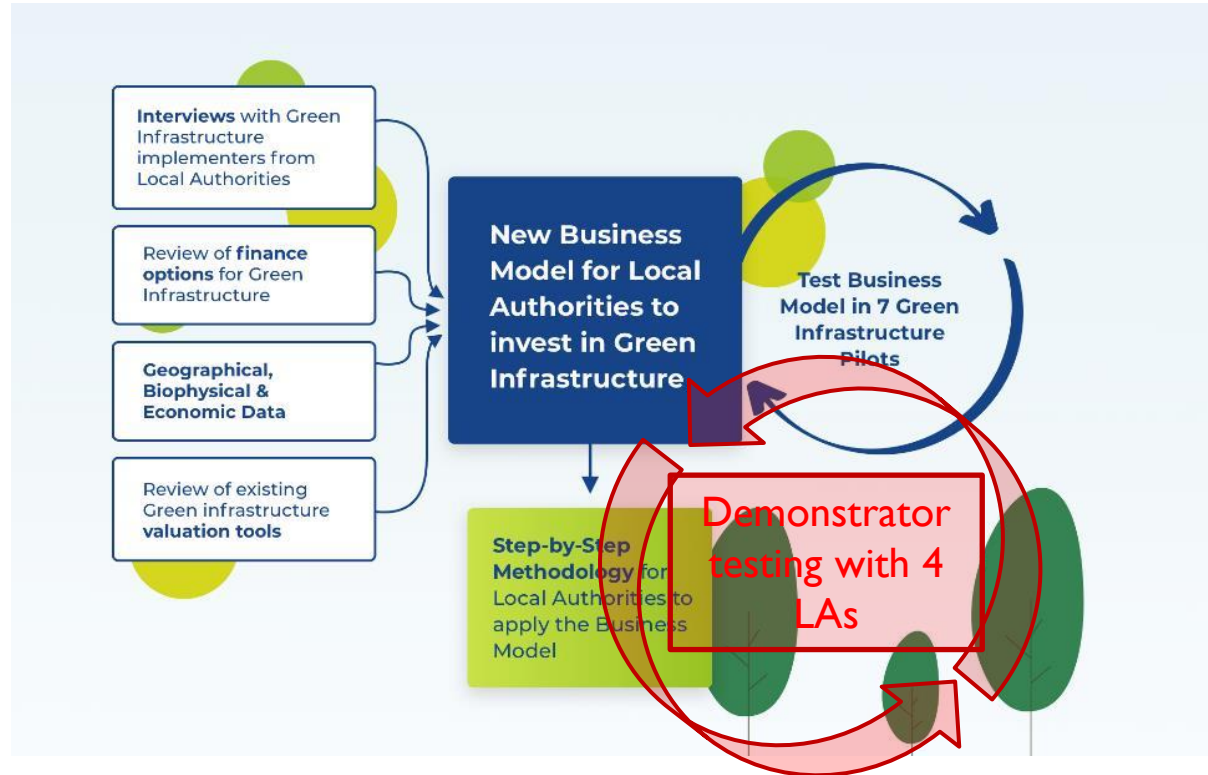 Interviews with Green
Infrastructure
implementers from
Local Authorities
Review of finance
options for Green
Infrastructure
Geographical,
Biophysical &
Economic Data
Review of existing
Green infrastructure
valuation tools
New Business
Model for Local
Authorities to
invest in Green
Infrastructure
Test Business
Model in 7 Green
Infrastructure
Pilots
Step-by-Step
Methodology for
Local Authorities to
apply the Business
Model
Demonstrator
testing with 4
LAs